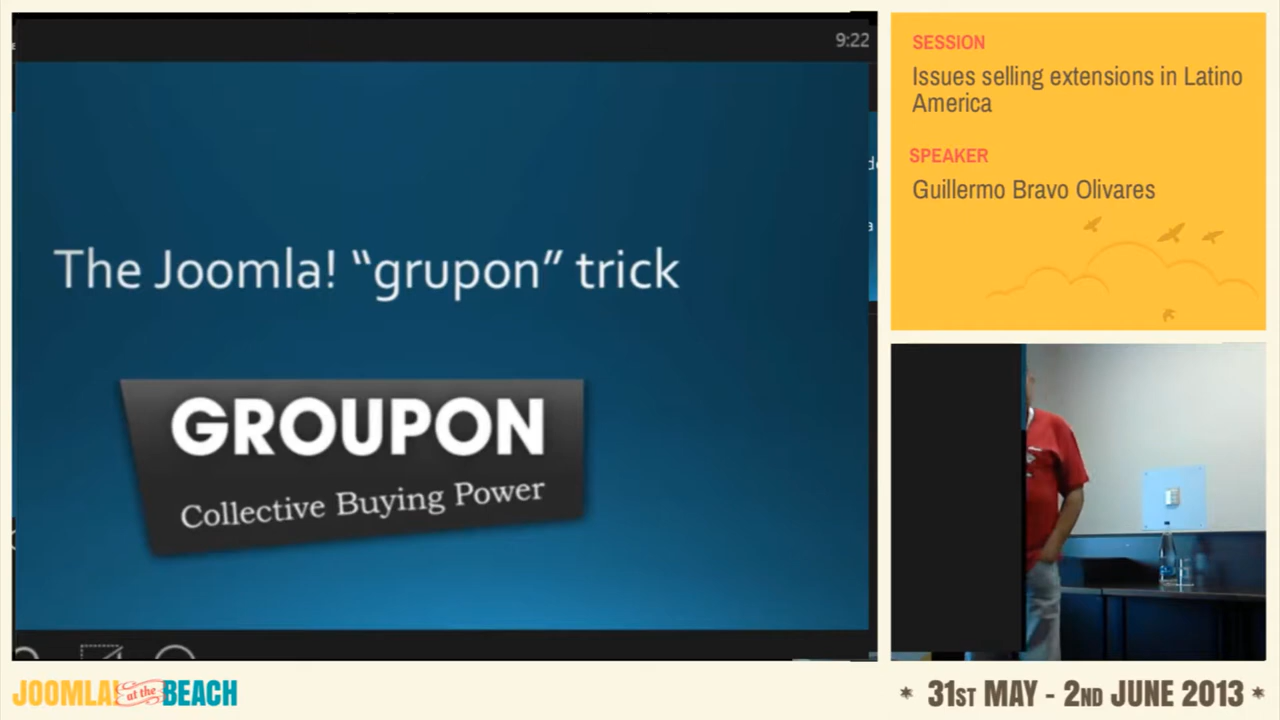 9:22
The Joomla! “grupon” trick
GROUPON
Collective Buying Power
SESSION
Issues selling extensions in Latino
America
SPEAKER
Guillermo Bravo Olivares
JOOMLA! at the BEACH
* 31ST MAY - 2ND JUNE 2013 *